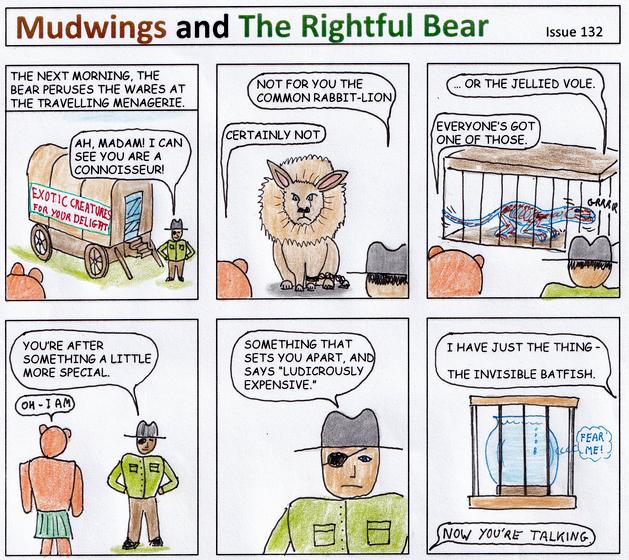 Mudwings and The Rightful Bear
Issue 132
THE NEXT MORNING, THE
BEAR PERUSES THE WARES AT
THE TRAVELLING MENAGERIE.
AH, MADAM! I CAN
SEE YOU ARE A
CONNOISSEUR!
EXOTIC CREATURES
FOR YOUR DELIGHT
NOT FOR YOU THE
COMMON RABBIT-LION
CERTAINLY NOT
... OR THE JELLIED VOLE.
EVERYONE'S GOT
ONE OF THOSE.
GRRRR
YOU'RE AFTER
SOMETHING A LITTLE
MORE SPECIAL.
OH - I AM
SOMETHING THAT
SETS YOU APART, AND
SAYS "LUDICROUSLY
EXPENSIVE."
I HAVE JUST THE THING -
THE INVISIBLE BATFISH.
FEAR
ME!
NOW YOU'RE TALKING.